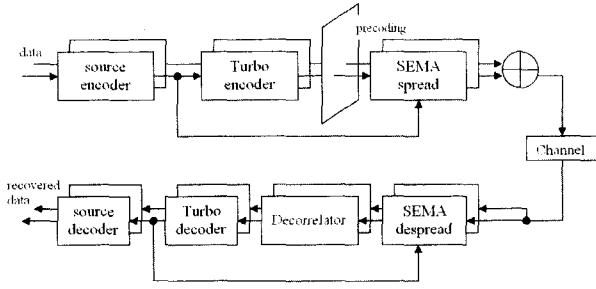 data
source
encoder
Turbo
encoder
precoding
SEMA
spread
Channel
recovered
data
source
decoder
Turbo
decoder
Decorrelator
SEMA
despread